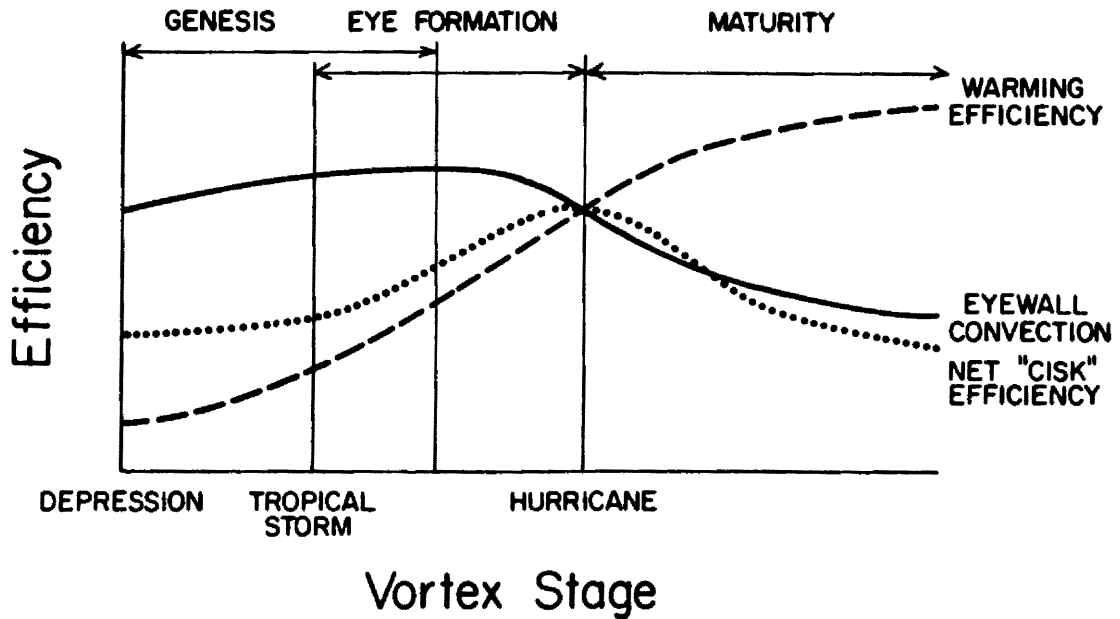 GENESIS
EYE FORMATION
MATURITY
WARMING
EFFICIENCY
Efficiency
EYEWALL
CONVECTION
NET "CISK"
EFFICIENCY
DEPRESSION
TROPICAL
STORM
HURRICANE
Vortex Stage